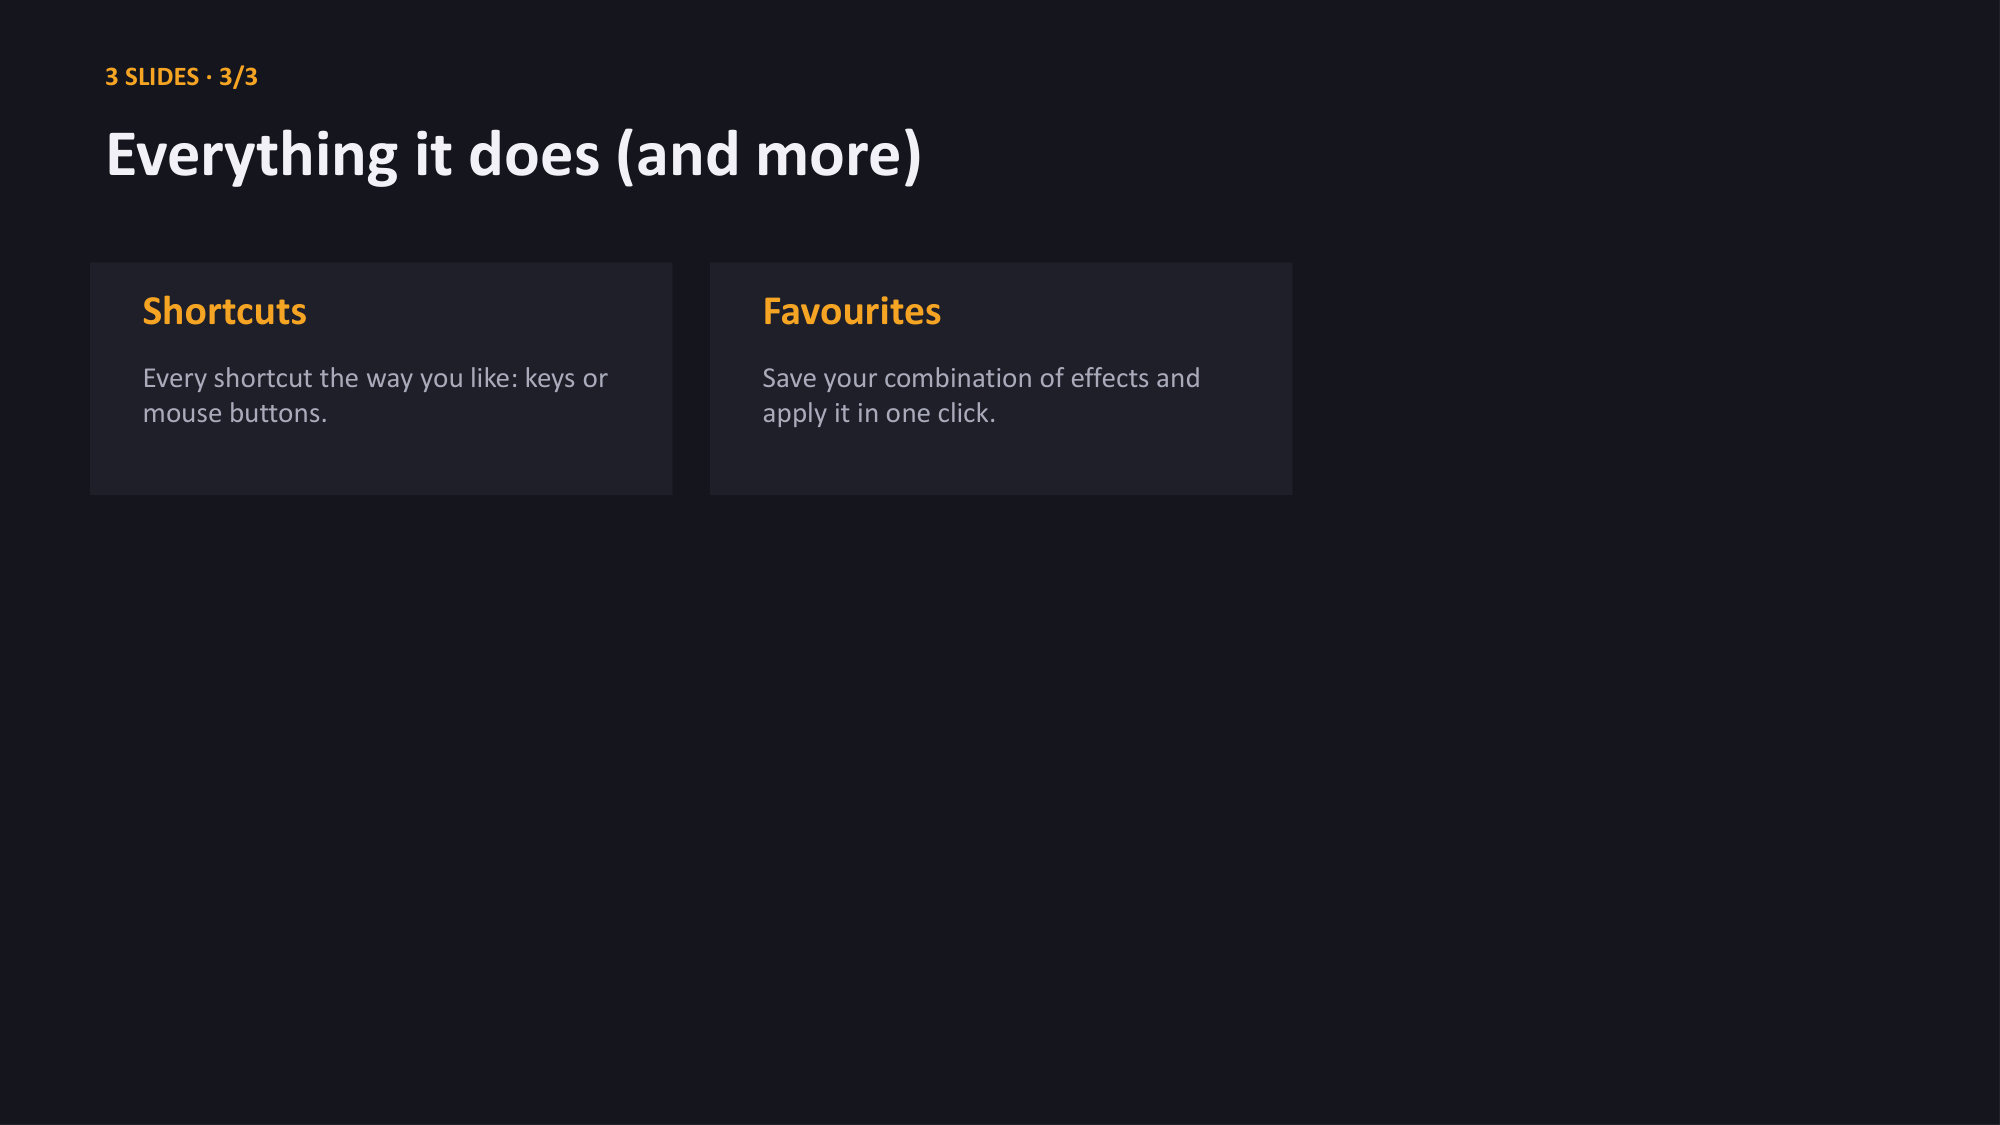 3 SLIDES · 3/3
Everything it does (and more)
Shortcuts
Every shortcut the way you like: keys or
mouse buttons.
Favourites
Save your combination of effects and
apply it in one click.